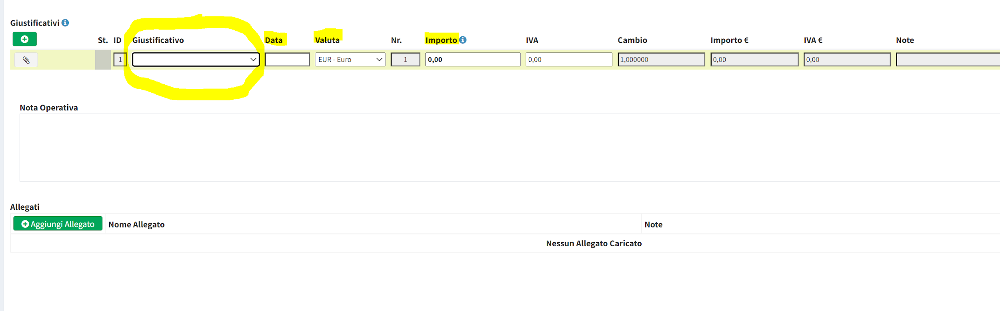 Giustificativi
St. ID Giustificativo Data Valuta Nr. Importo IVA Cambio Importo € IVA € Note
1 EUR - Euro 1 0,00 0,00 1,000000 0,00 0,00
Nota Operativa
Allegati
Aggiungi Allegato Nome Allegato Note
Nessun Allegato Caricato